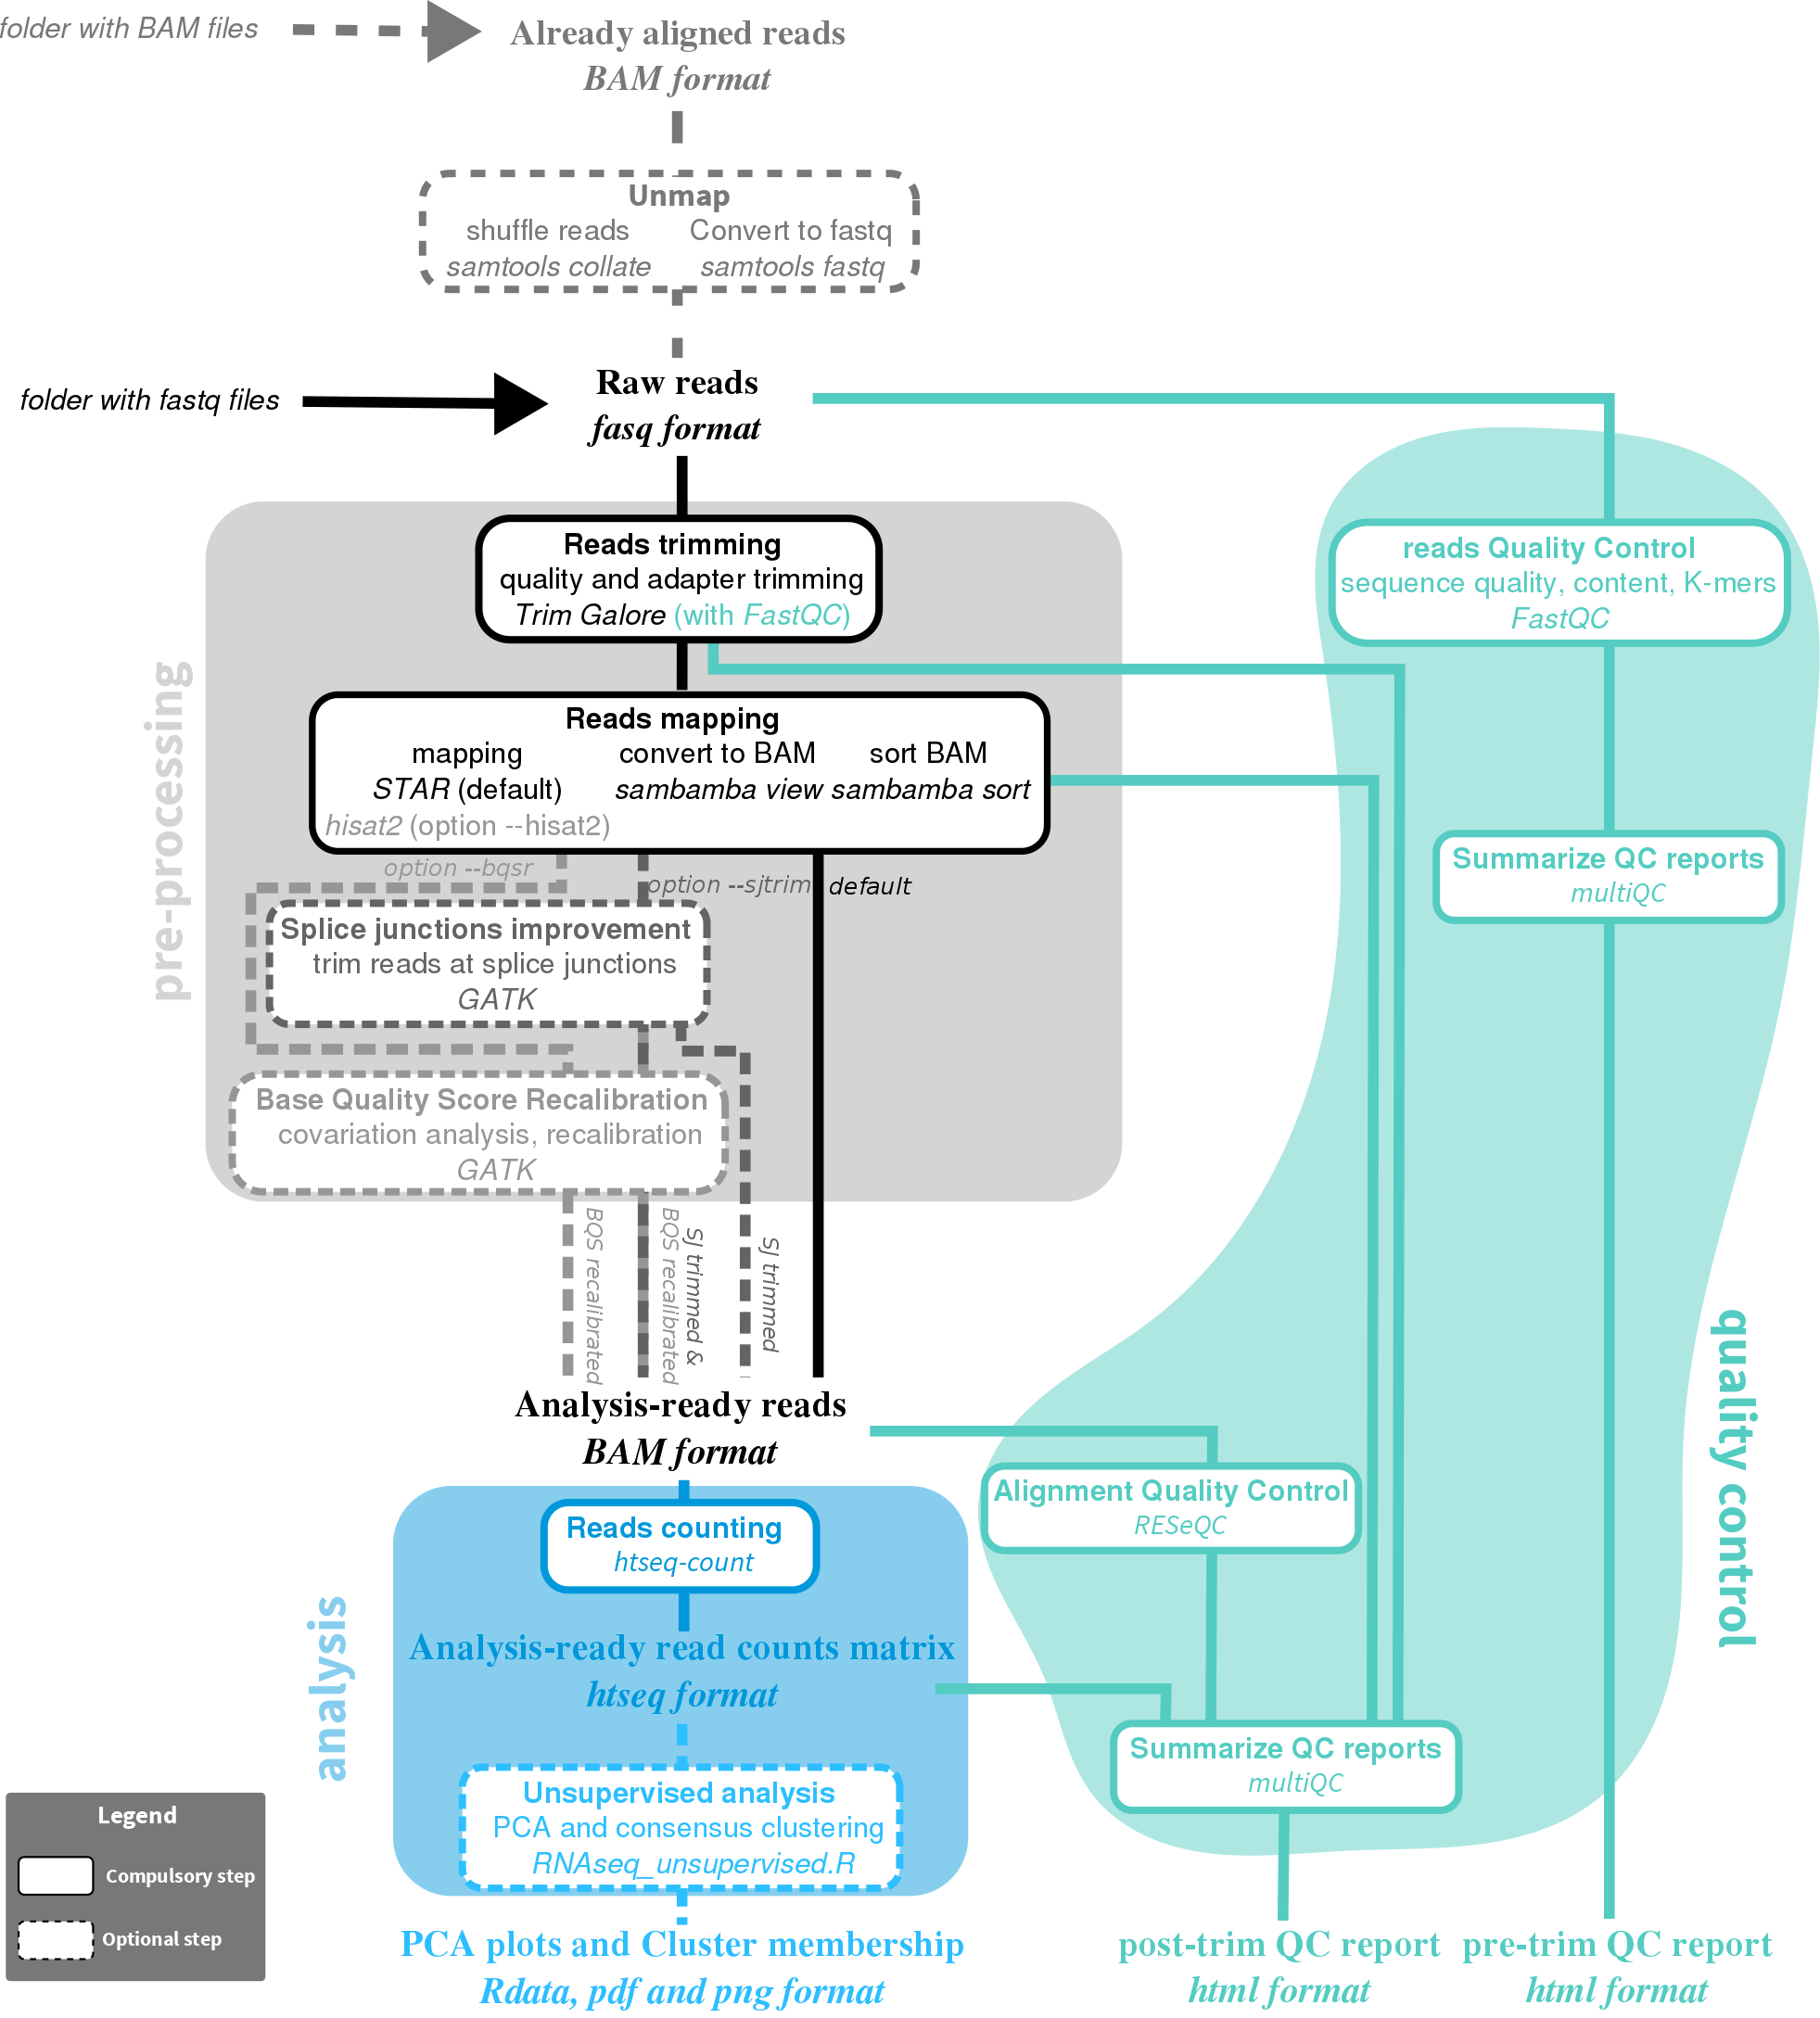 folder with BAM files
Already aligned reads
BAM format
Unmap
shuffle reads Convert to fastq
samtools collate samtools fastq
folder with fastq files
Raw reads
fasq format
pre-processing
Reads trimming
quality and adapter trimming
Trim Galore (with FastQC)
Reads mapping
mapping convert to BAM sort BAM
STAR (default) sambamba view sambamba sort
hisat2 (option --hisat2)
option --bqsr
option --sjtrim
default
Splice junctions improvement
trim reads at splice junctions
GATK
Base Quality Score Recalibration
covariation analysis, recalibration
GATK
BQS recalibrated
SJ trimmed &
BQS recalibrated
SJ trimmed
Analysis-ready reads
BAM format
analysis
Reads counting
htseq-count
Analysis-ready read counts matrix
htseq format
Unsupervised analysis
PCA and consensus clustering
RNAseq_unsupervised.R
PCA plots and Cluster membership
Rdata, pdf and png format
quality control
reads Quality Control
sequence quality, content, K-mers
FastQC
Summarize QC reports
multiQC
Alignment Quality Control
RESeQC
Summarize QC reports
multiQC
post-trim QC report
html format
pre-trim QC report
html format
Legend
Compulsory step
Optional step